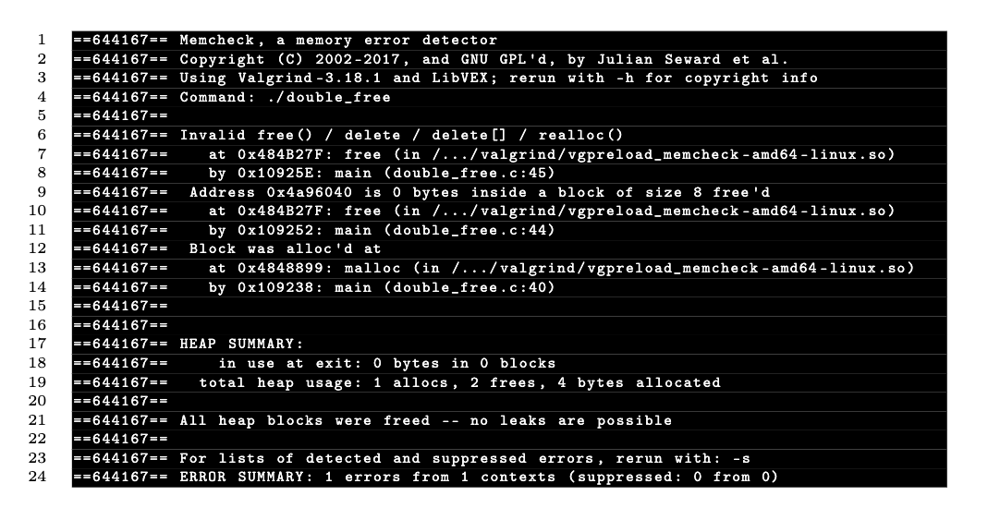 1 ==644167== Memcheck, a memory error detector
2 ==644167== Copyright (C) 2002-2017, and GNU GPL'd, by Julian Seward et al.
3 ==644167== Using Valgrind-3.18.1 and LibVEX; rerun with -h for copyright info
4 ==644167== Command: ./double_free
5 ==644167==
6 ==644167== Invalid free() / delete / delete[] / realloc()
7 ==644167==    at 0x484B27F: free (in /.../valgrind/vgpreload_memcheck-amd64-linux.so)
8 ==644167==    by 0x10925E: main (double_free.c:45)
9 ==644167==  Address 0x4a96040 is 0 bytes inside a block of size 8 free'd
10 ==644167==    at 0x484B27F: free (in /.../valgrind/vgpreload_memcheck-amd64-linux.so)
11 ==644167==    by 0x109252: main (double_free.c:44)
12 ==644167==  Block was alloc'd at
13 ==644167==    at 0x4848899: malloc (in /.../valgrind/vgpreload_memcheck-amd64-linux.so)
14 ==644167==    by 0x109238: main (double_free.c:40)
15 ==644167==
16 ==644167==
17 ==644167== HEAP SUMMARY:
18 ==644167==     in use at exit: 0 bytes in 0 blocks
19 ==644167==   total heap usage: 1 allocs, 2 frees, 4 bytes allocated
20 ==644167==
21 ==644167== All heap blocks were freed -- no leaks are possible
22 ==644167==
23 ==644167== For lists of detected and suppressed errors, rerun with: -s
24 ==644167== ERROR SUMMARY: 1 errors from 1 contexts (suppressed: 0 from 0)